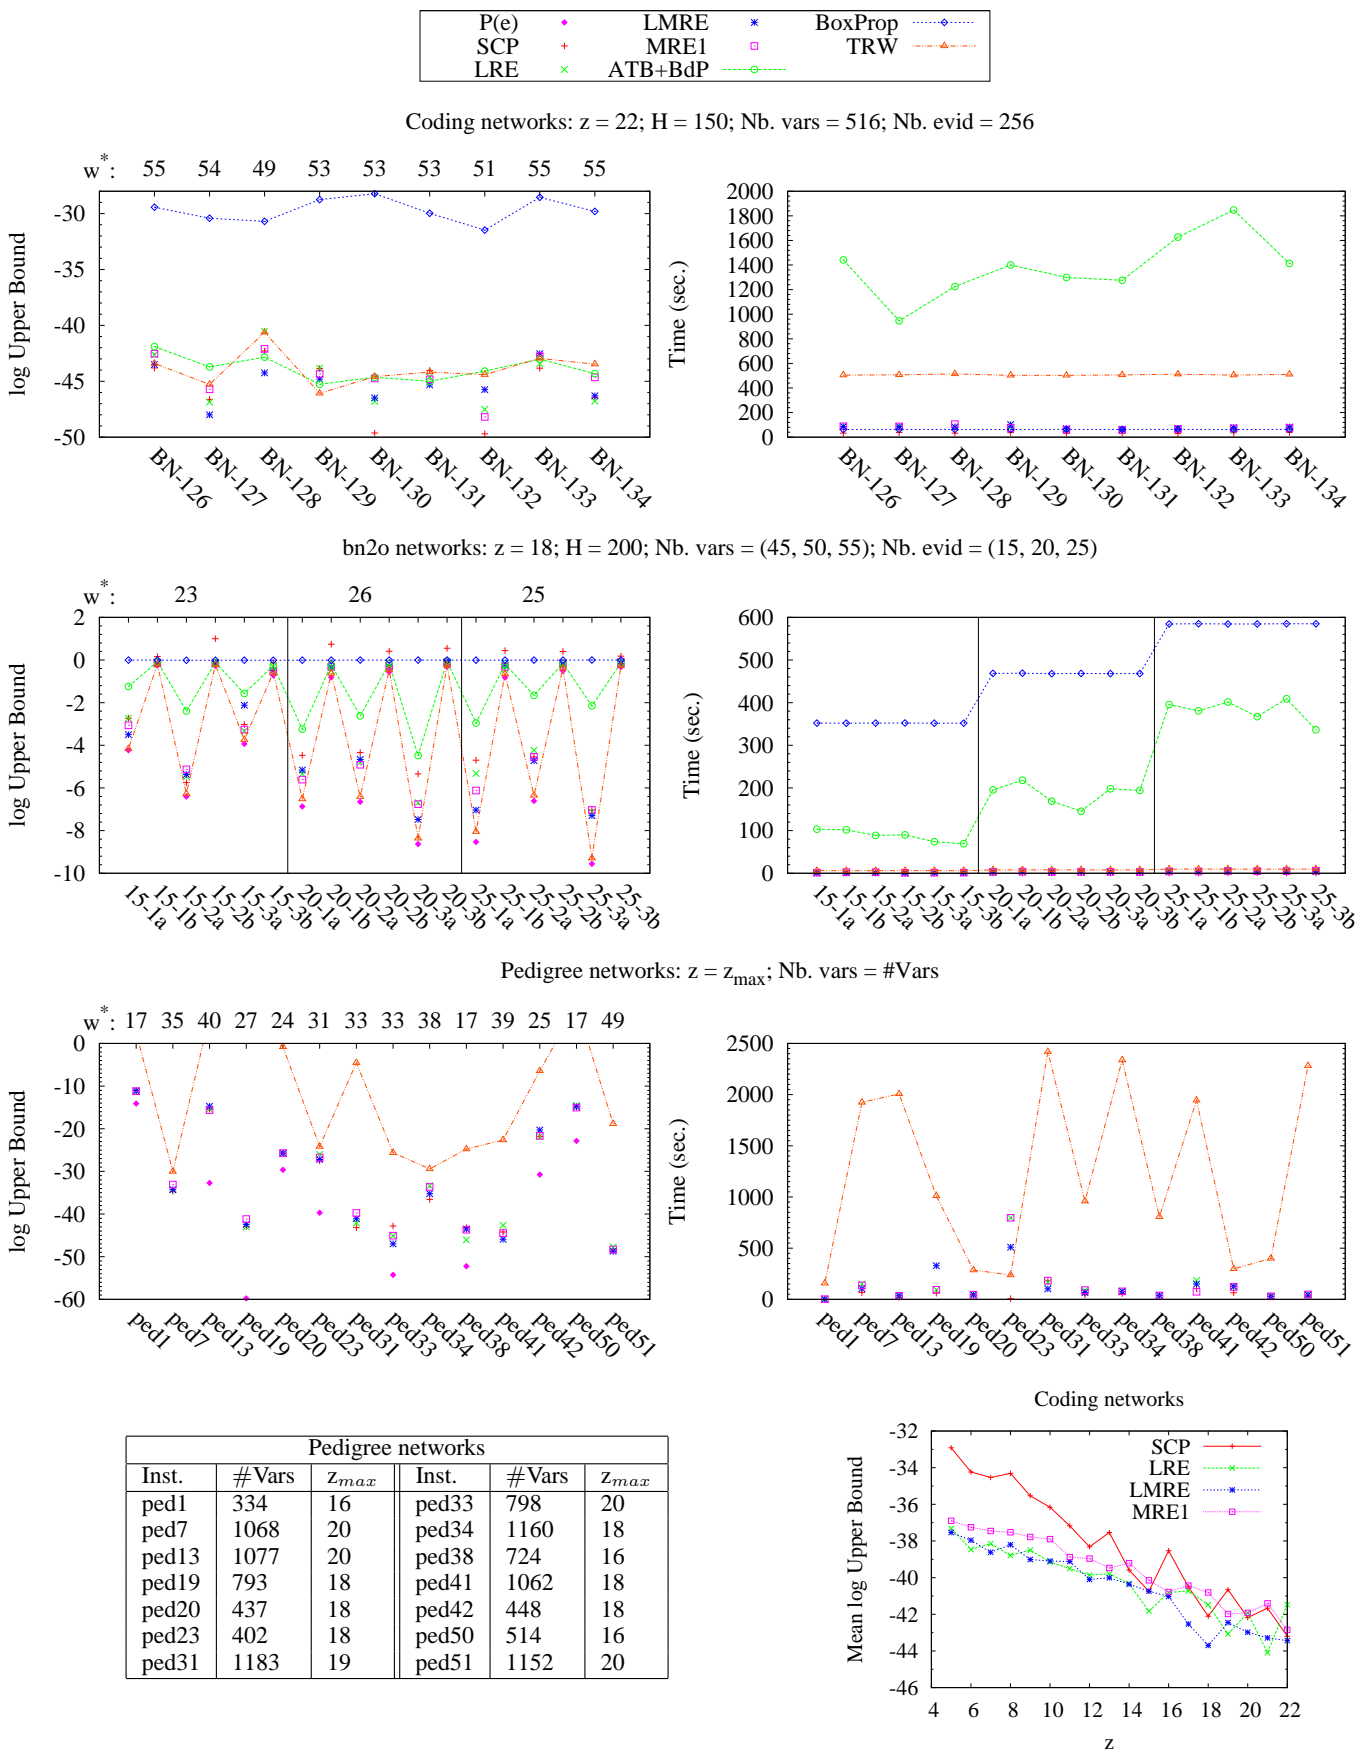 P(e) LMRE BoxProp
SCP MRE1 TRW
LRE ATB+BdP
Coding networks: z = 22; H = 150; Nb. vars = 516; Nb. evid = 256
w*: 55 54 49 53 53 53 51 55 55
log Upper Bound
-30
-35
-40
-45
-50
BN-126 BN-127 BN-128 BN-129 BN-130 BN-131 BN-132 BN-133 BN-134
Time (sec.)
2000
1800
1600
1400
1200
1000
800
600
400
200
0
BN-126 BN-127 BN-128 BN-129 BN-130 BN-131 BN-132 BN-133 BN-134
bn2o networks: z = 18; H = 200; Nb. vars = (45, 50, 55); Nb. evid = (15, 20, 25)
w*: 23 26 25
log Upper Bound
2
0
-2
-4
-6
-8
-10
15-1a 15-1b 15-2a 15-2b 15-3a 15-3b 20-1a 20-1b 20-2a 20-2b 20-3a 20-3b 25-1a 25-1b 25-2a 25-2b 25-3a 25-3b
Time (sec.)
600
500
400
300
200
100
0
15-1a 15-1b 15-2a 15-2b 15-3a 15-3b 20-1a 20-1b 20-2a 20-2b 20-3a 20-3b 25-1a 25-1b 25-2a 25-2b 25-3a 25-3b
Pedigree networks: z = z_max; Nb. vars = #Vars
w*: 17 35 40 27 24 31 33 33 38 17 39 25 17 49
log Upper Bound
0
-10
-20
-30
-40
-50
-60
ped1 ped7 ped13 ped19 ped20 ped23 ped31 ped33 ped34 ped38 ped41 ped42 ped50 ped51
Time (sec.)
2500
2000
1500
1000
500
0
ped1 ped7 ped13 ped19 ped20 ped23 ped31 ped33 ped34 ped38 ped41 ped42 ped50 ped51
Pedigree networks
Inst. #Vars z_max Inst. #Vars z_max
ped1 334 16 ped33 798 20
ped7 1068 20 ped34 1160 18
ped13 1077 20 ped38 724 16
ped19 793 18 ped41 1062 18
ped20 437 18 ped42 448 18
ped23 402 18 ped50 514 16
ped31 1183 19 ped51 1152 20
Coding networks
Mean log Upper Bound
-32
-34
-36
-38
-40
-42
-44
-46
SCP
LRE
LMRE
MRE1
4 6 8 10 12 14 16 18 20 22
z